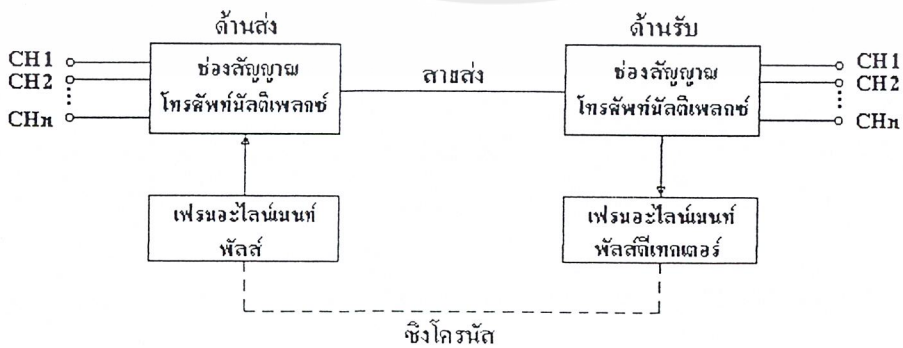 ด้านส่ง
ด้านรับ
CH1
CH2
CHn
ช่องสัญญาณ
โทรศัพท์มัลติเพลกซ์
สายส่ง
ช่องสัญญาณ
โทรศัพท์มัลติเพลกซ์
CH1
CH2
CHn
เฟรมอะไลน์เมนท์
พัลส์
เฟรมอะไลน์เมนท์
พัลส์ดีเทกเตอร์
ซิงโครนัส